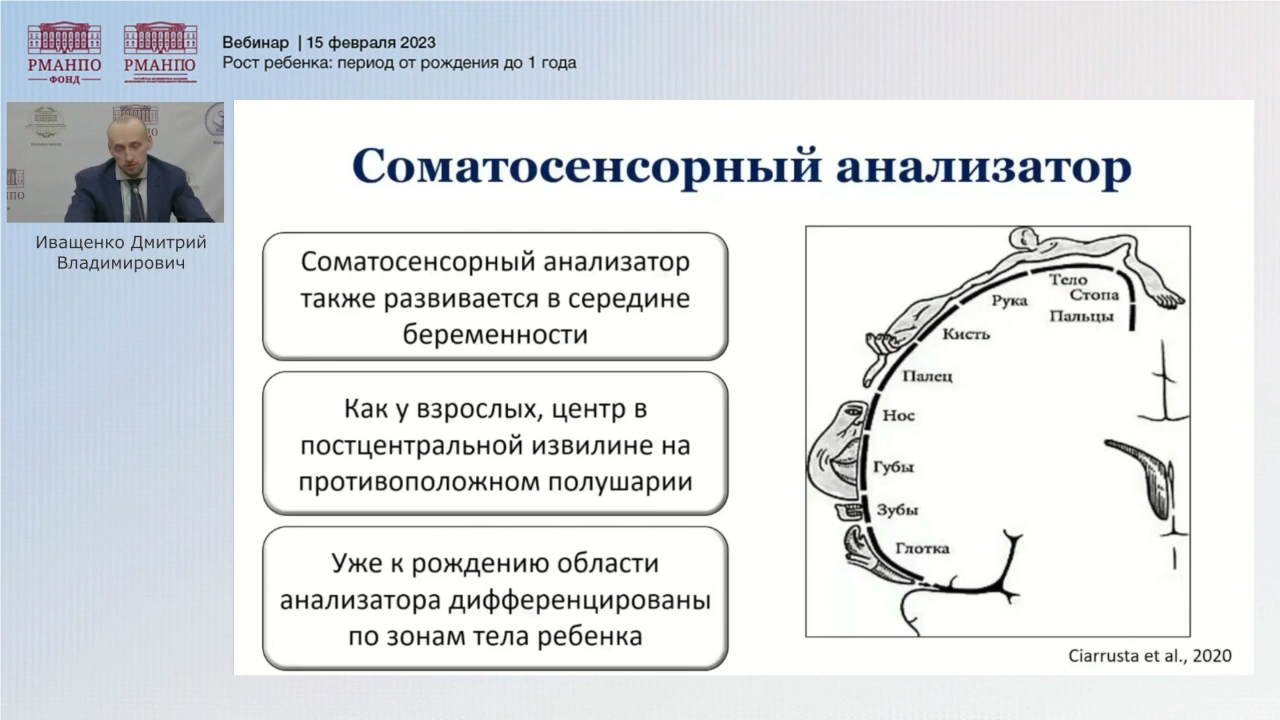 РМАНПО
ФОНД
РМАНПО
Вебинар | 15 февраля 2023
Рост ребенка: период от рождения до 1 года
Иващенко Дмитрий
Владимирович
Соматосенсорный анализатор
Соматосенсорный анализатор
также развивается в середине
беременности
Как у взрослых, центр в
постцентральной извилине на
противоположном полушарии
Уже к рождению области
анализатора дифференцированы
по зонам тела ребенка
Тело
Стопа
Рука
Пальцы
Кисть
Палец
Нос
Губы
Зубы
Глотка
Ciarrusta et al., 2020